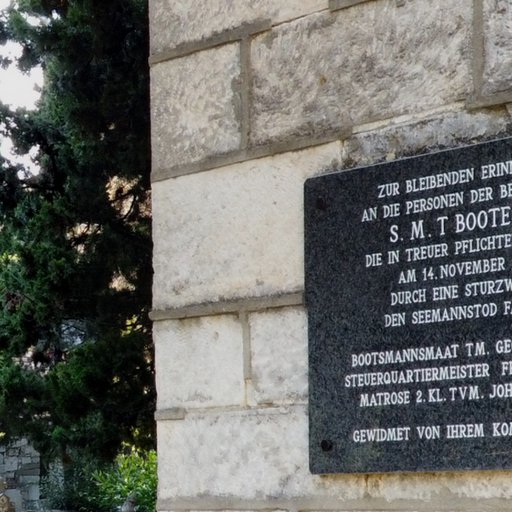 ZUR BLEIBENDEN ERIN
AN DIE PERSONEN DER BE
S. M. T BOOTE
DIE IN TREUER PFLICHTE
AM 14. NOVEMBER
DURCH EINE STURZW
DEN SEEMANNSTOD F
BOOTSMANNSMAAT TM. GE
STEUERQUARTIERMEISTER F
MATROSE 2. KL. TVM. JOH
GEWIDMET VON IHREM KOM